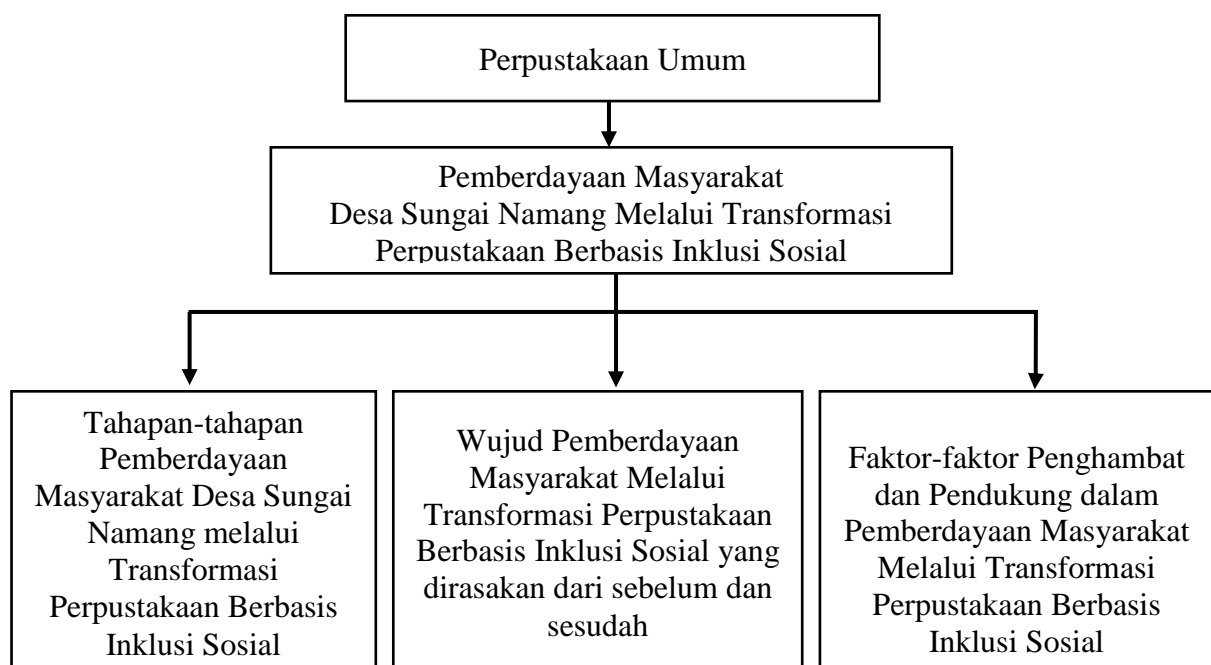 Perpustakaan Umum
Pemberdayaan Masyarakat
Desa Sungai Namang Melalui Transformasi
Perpustakaan Berbasis Inklusi Sosial
Tahapan-tahapan
Pemberdayaan
Masyarakat Desa Sungai
Namang melalui
Transformasi
Perpustakaan Berbasis
Inklusi Sosial
Wujud Pemberdayaan
Masyarakat Melalui
Transformasi Perpustakaan
Berbasis Inklusi Sosial yang
dirasakan dari sebelum dan
sesudah
Faktor-faktor Penghambat
dan Pendukung dalam
Pemberdayaan Masyarakat
Melalui Transformasi
Perpustakaan Berbasis
Inklusi Sosial